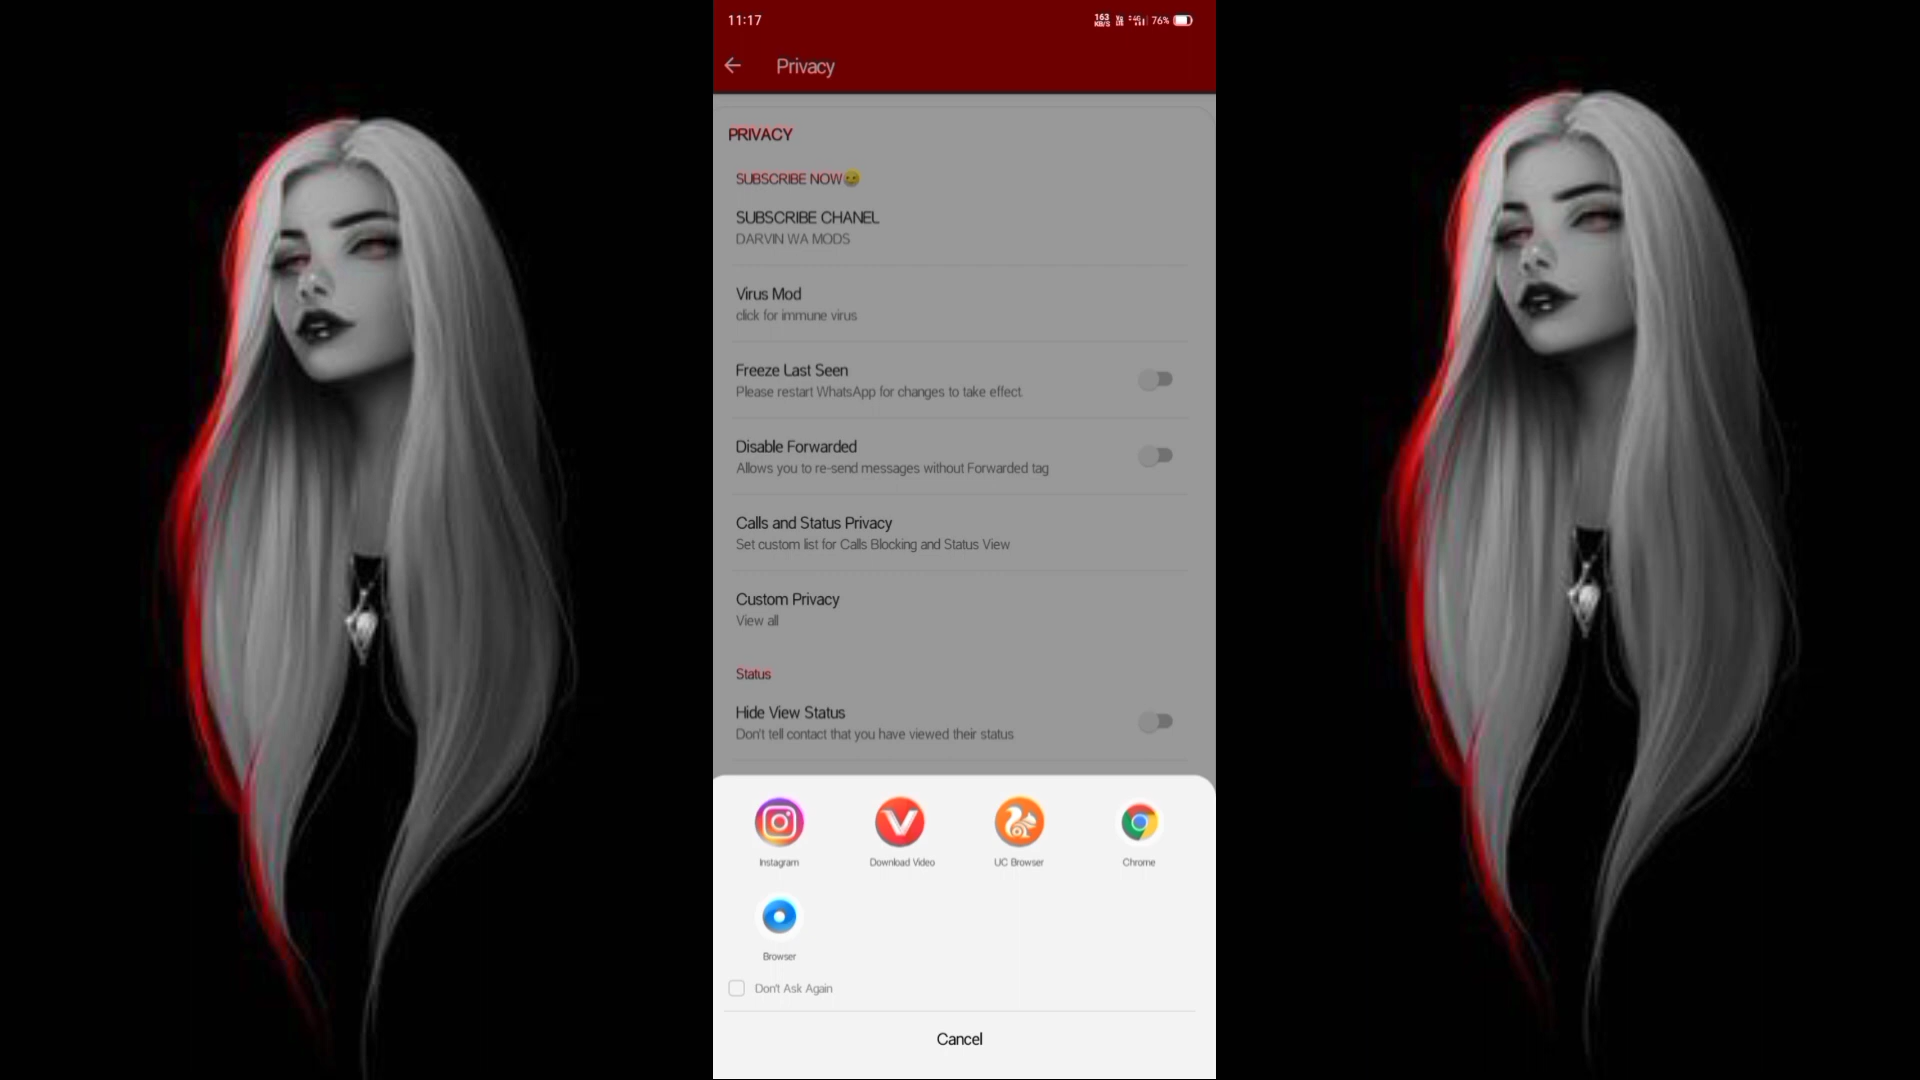 11:17
163 KB/S
4G
76%
Privacy
PRIVACY
SUBSCRIBE NOW😅
SUBSCRIBE CHANEL
DARVIN WA MODS
Virus Mod
click for immune virus
Freeze Last Seen
Please restart WhatsApp for changes to take effect.
Disable Forwarded
Allows you to re-send messages without Forwarded tag
Calls and Status Privacy
Set custom list for Calls Blocking and Status View
Custom Privacy
View all
Status
Hide View Status
Don't tell contact that you have viewed their status
Instagram
Download Video
UC Browser
Chrome
Browser
Don't Ask Again
Cancel